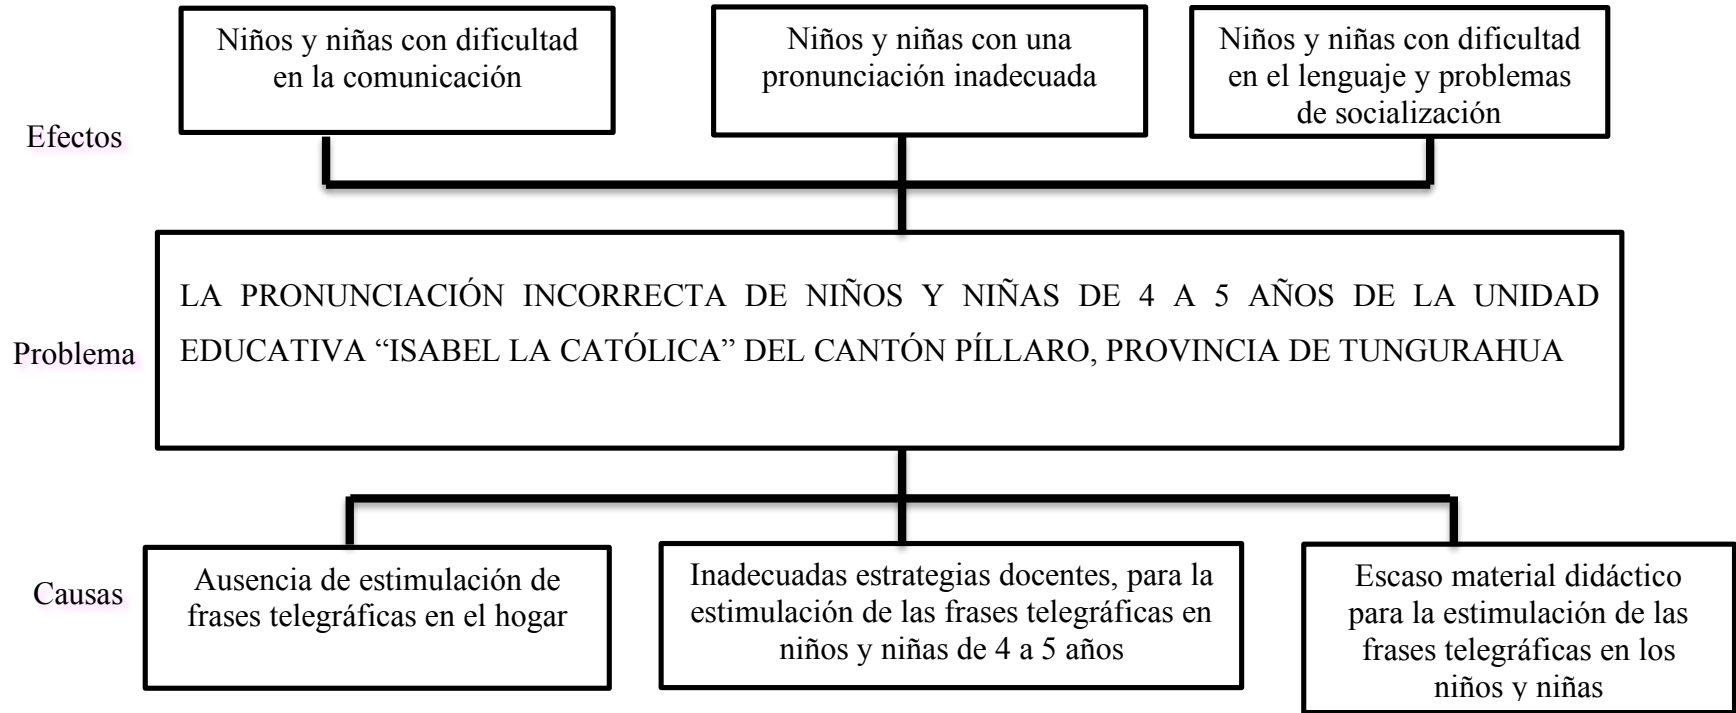 Niños y niñas con dificultad
en la comunicación
Niños y niñas con una
pronunciación inadecuada
Niños y niñas con dificultad
en el lenguaje y problemas
de socialización
Efectos
LA PRONUNCIACIÓN INCORRECTA DE NIÑOS Y NIÑAS DE 4 A 5 AÑOS DE LA UNIDAD
EDUCATIVA “ISABEL LA CATÓLICA” DEL CANTÓN PÍLLARO, PROVINCIA DE TUNGURAHUA
Problema
Causas
Ausencia de estimulación de
frases telegráficas en el hogar
Inadecuadas estrategias docentes, para la
estimulación de las frases telegráficas en
niños y niñas de 4 a 5 años
Escaso material didáctico
para la estimulación de las
frases telegráficas en los
niños y niñas